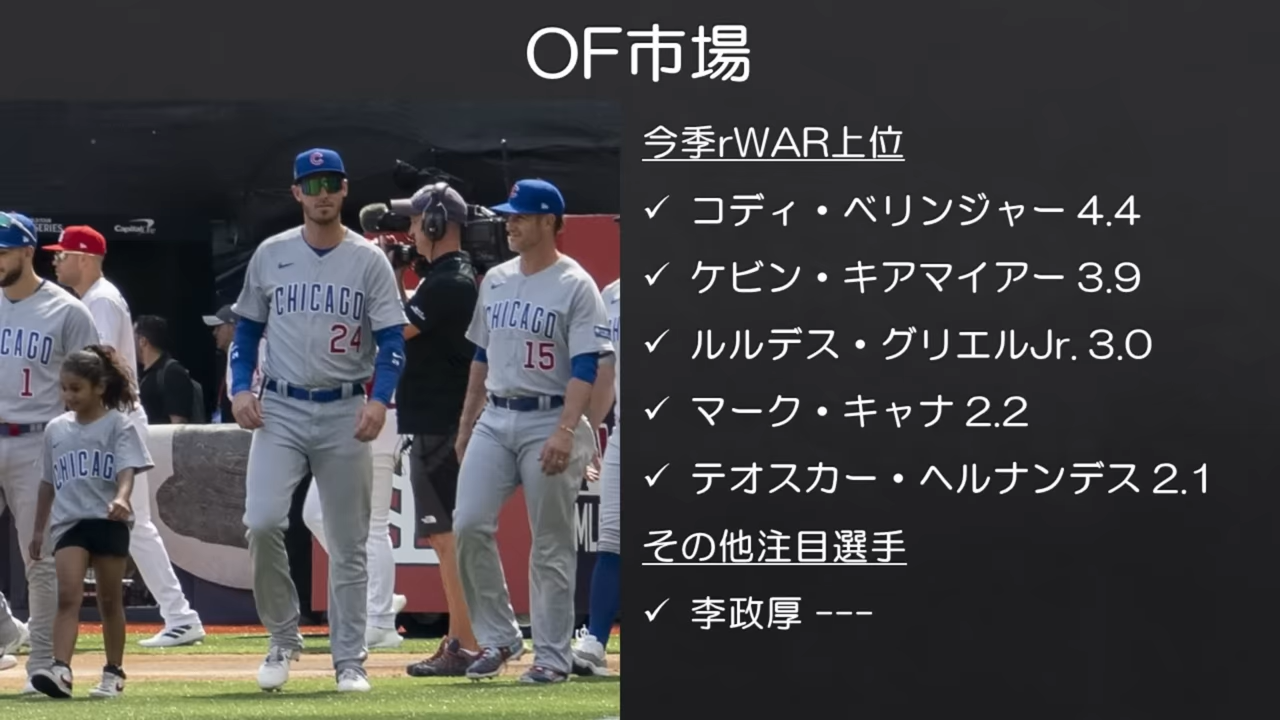 OF市場
今季rWAR上位
✓ コディ・ベリンジャー 4.4
✓ ケビン・キアマイアー 3.9
✓ ルルデス・グリエルJr. 3.0
✓ マーク・キャナ 2.2
✓ テオスカー・ヘルナンデス 2.1
その他注目選手
✓ 李政厚 ---
SERIES
Capital
C
CHICAGO
24
CHICAGO
15
CAGO
1
CHICAG